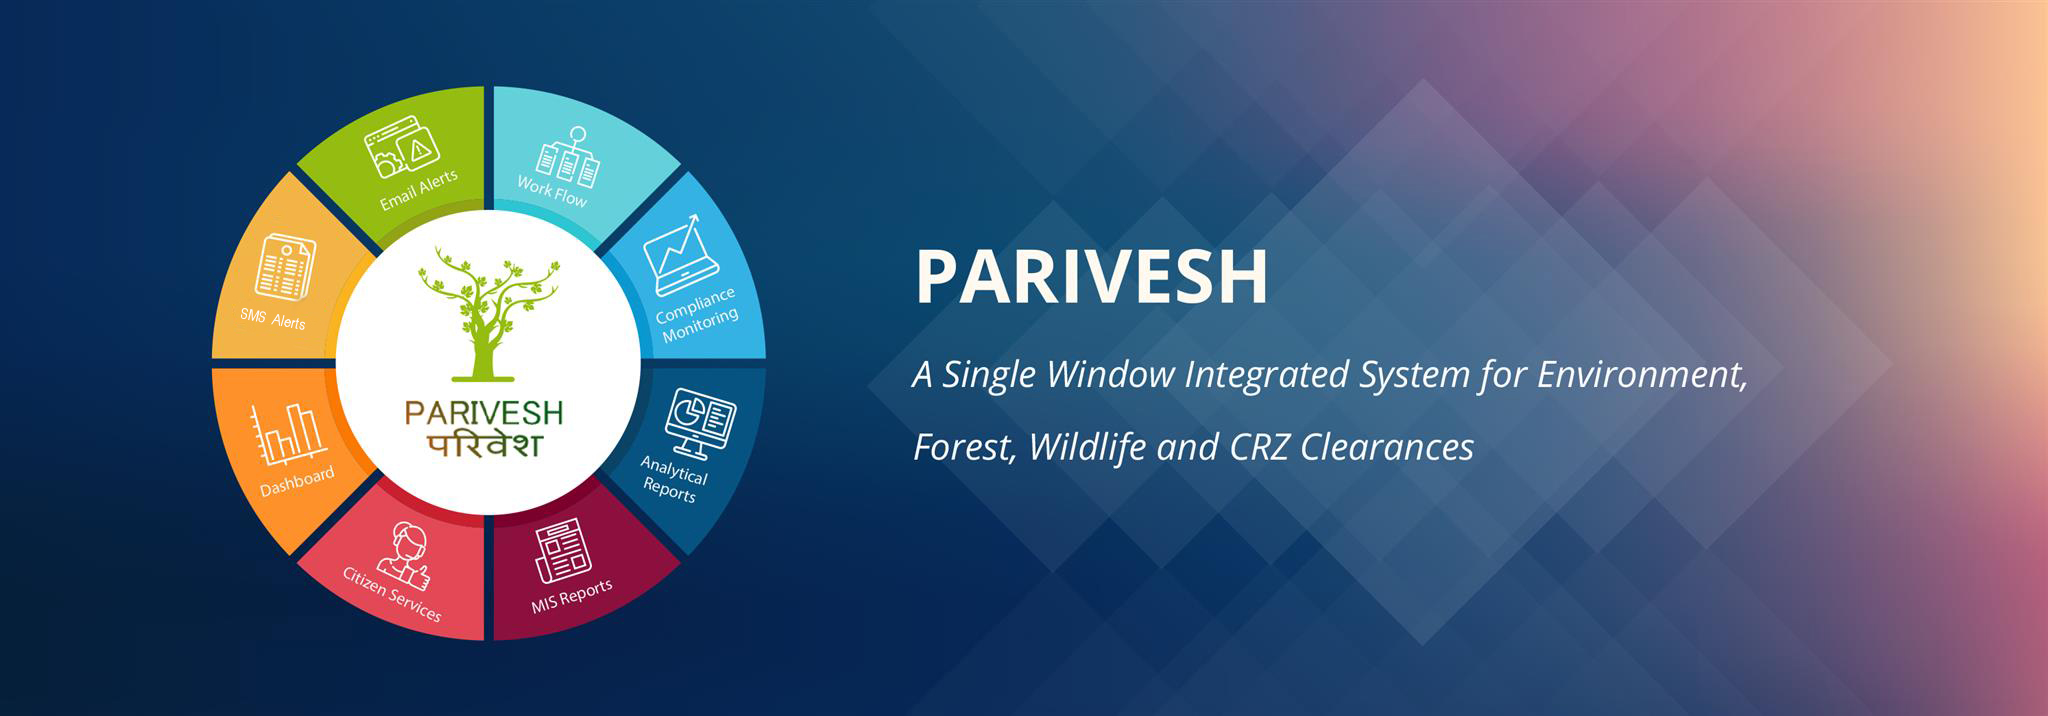 Email Alerts
Work Flow
SMS Alerts
Compliance
Monitoring
Dashboard
Analytical
Reports
Citizen Services
MIS Reports
PARIVESH
परिवेश
PARIVESH
A Single Window Integrated System for Environment,
Forest, Wildlife and CRZ Clearances